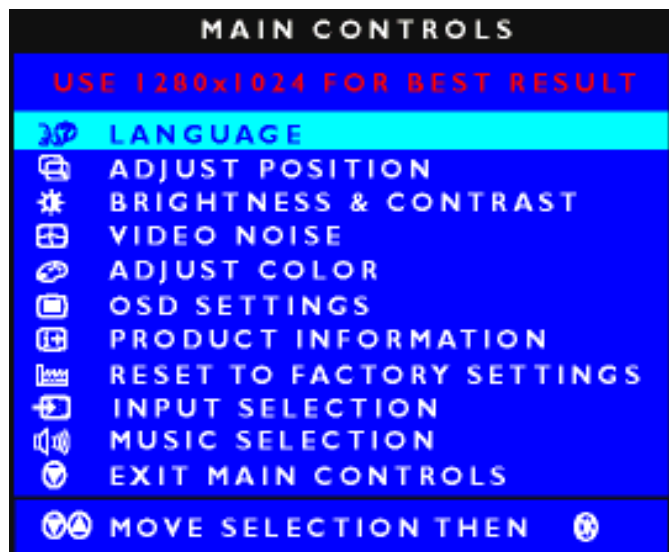 MAIN CONTROLS
USE 1280x1024 FOR BEST RESULT
LANGUAGE
ADJUST POSITION
BRIGHTNESS & CONTRAST
VIDEO NOISE
ADJUST COLOR
OSD SETTINGS
PRODUCT INFORMATION
RESET TO FACTORY SETTINGS
INPUT SELECTION
MUSIC SELECTION
EXIT MAIN CONTROLS
MOVE SELECTION THEN